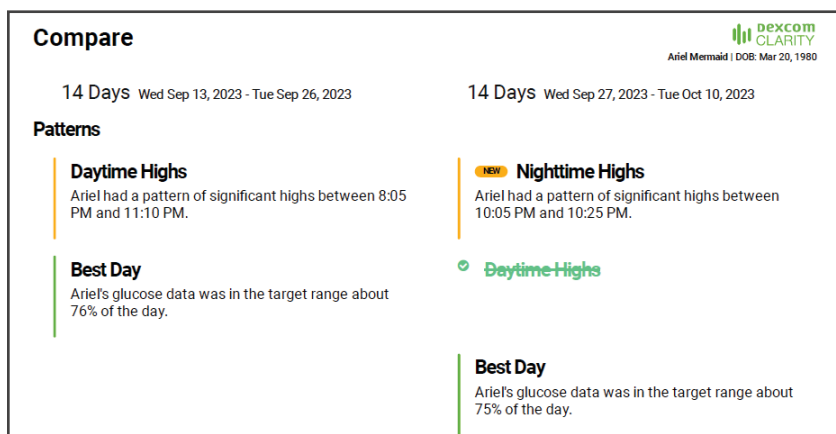 Compare
Dexcom
CLARITY
Ariel Mermaid | DOB: Mar 20, 1980
14 Days Wed Sep 13, 2023 - Tue Sep 26, 2023
14 Days Wed Sep 27, 2023 - Tue Oct 10, 2023
Patterns
Daytime Highs
Ariel had a pattern of significant highs between 8:05
PM and 11:10 PM.
Best Day
Ariel's glucose data was in the target range about
76% of the day.
NEW Nighttime Highs
Ariel had a pattern of significant highs between
10:05 PM and 10:25 PM.
Daytime Highs
Best Day
Ariel's glucose data was in the target range about
75% of the day.